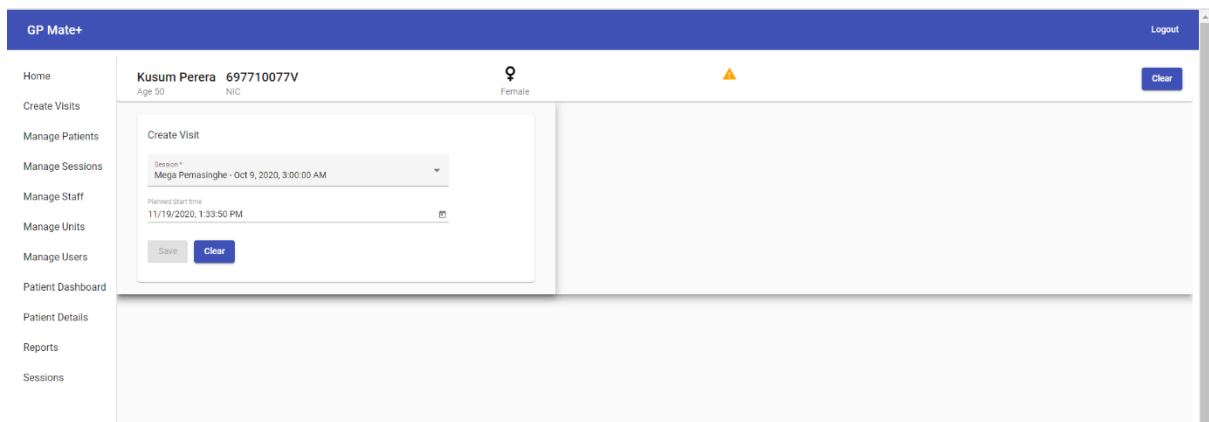 GP Mate+
Logout
Home
Create Visits
Manage Patients
Manage Sessions
Manage Staff
Manage Units
Manage Users
Patient Dashboard
Patient Details
Reports
Sessions
Kusum Perera 697710077V
Age 50 NIC
Female
Clear
Create Visit
Session *
Mega Pemasinghe - Oct 9, 2020, 3:00:00 AM
Planned Start time
11/19/2020, 1:33:50 PM
Save Clear